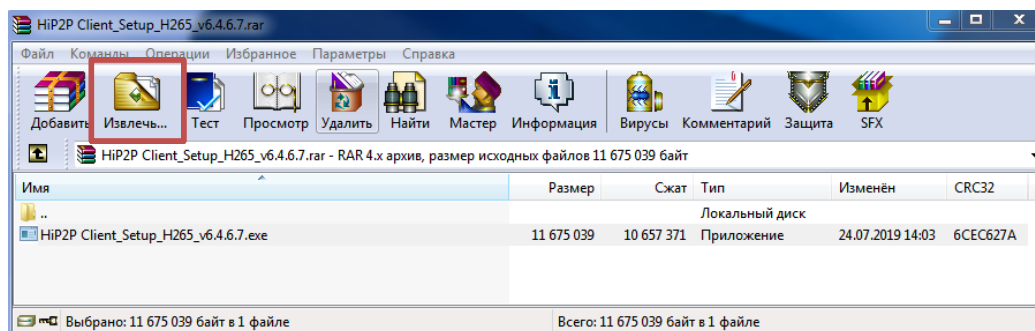 HiP2P Client_Setup_H265_v6.4.6.7.rar
Файл Команды Операции Избранное Параметры Справка
Добавить Извлечь... Тест Просмотр Удалить Найти Мастер Информация Вирусы Комментарий Защита SFX
HiP2P Client_Setup_H265_v6.4.6.7.rar - RAR 4.x архив, размер исходных файлов 11 675 039 байт
Имя Размер Сжат Тип Изменён CRC32
.. Локальный диск
HiP2P Client_Setup_H265_v6.4.6.7.exe 11 675 039 10 657 371 Приложение 24.07.2019 14:03 6CEC627A
Выбрано: 11 675 039 байт в 1 файле Всего: 11 675 039 байт в 1 файле